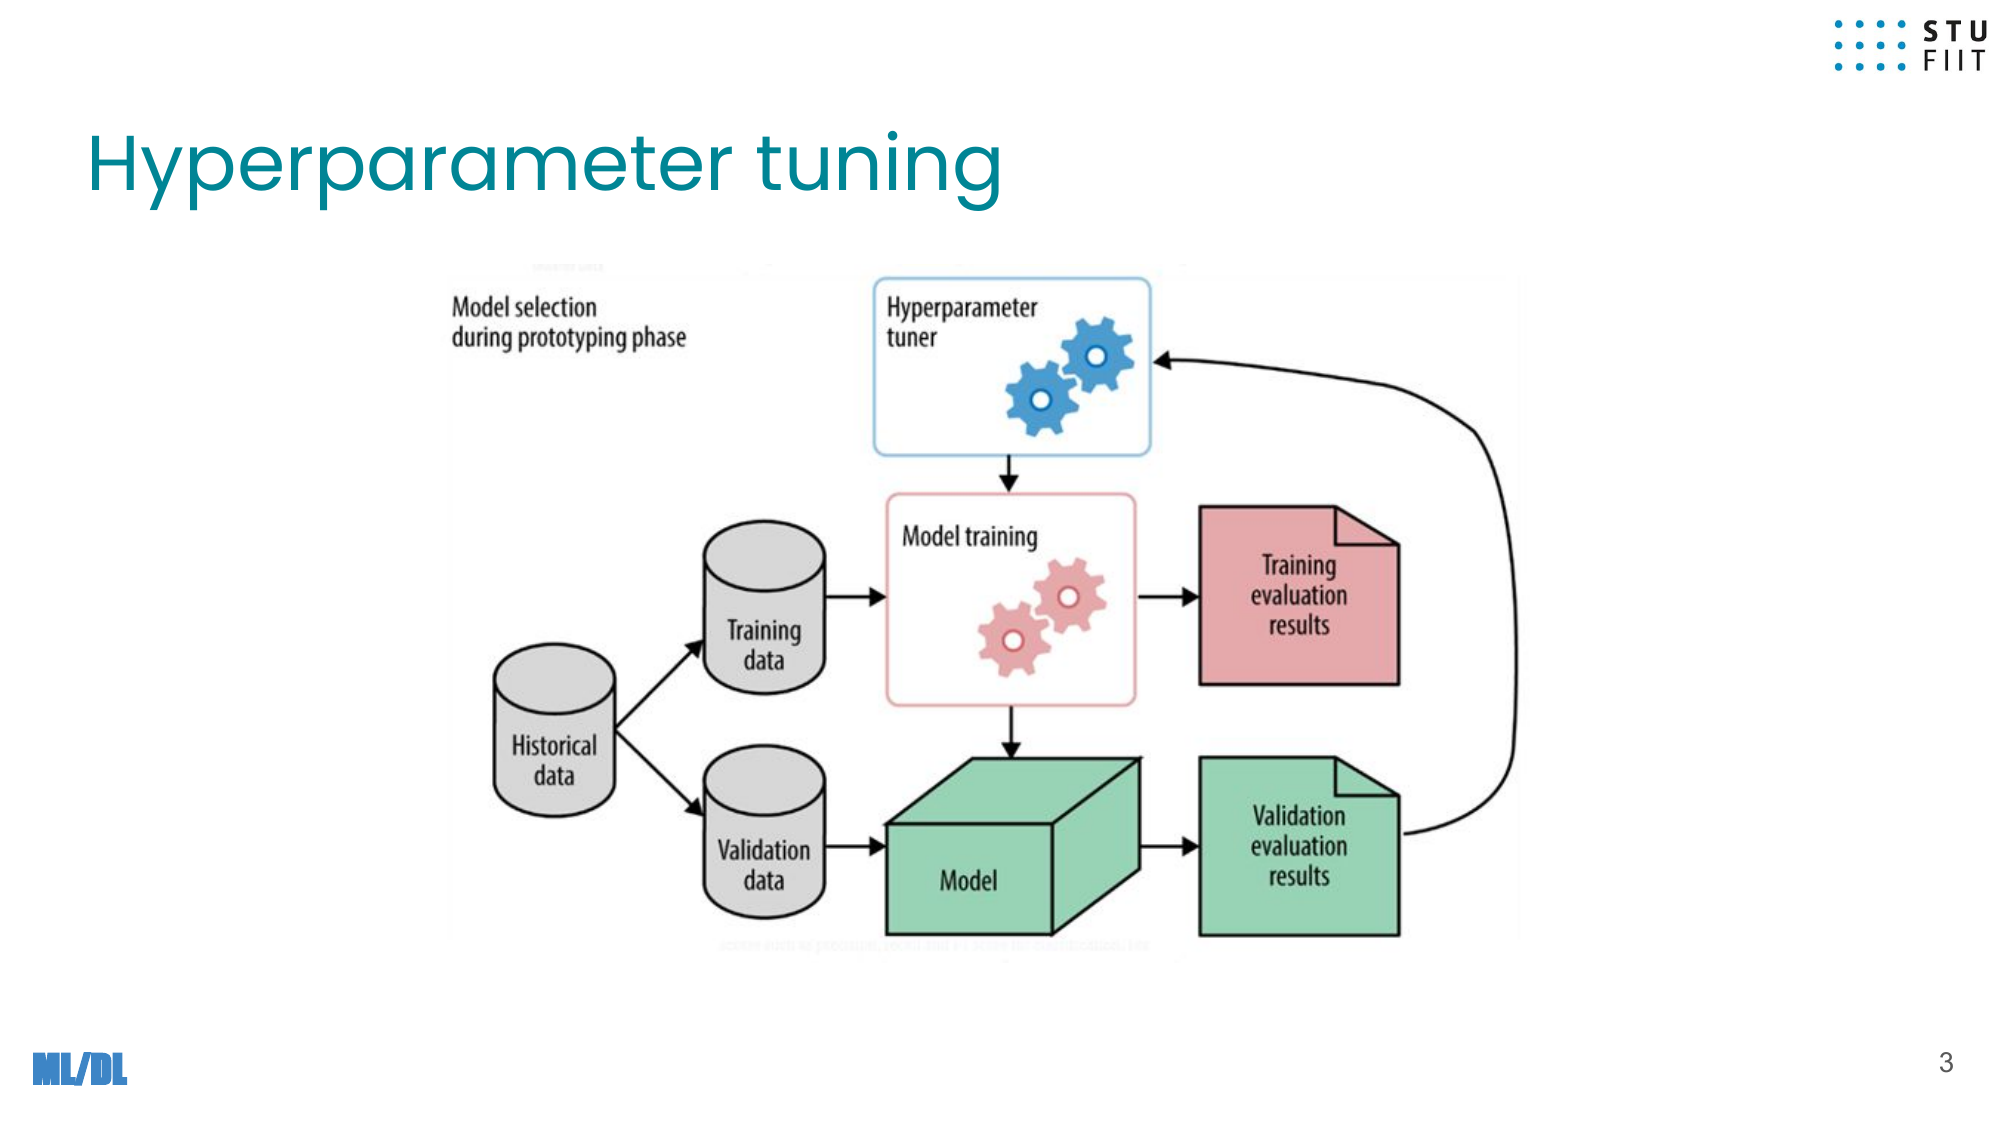 STU
FIIT
Hyperparameter tuning
Model selection
during prototyping phase
Hyperparameter
tuner
Model training
Training
evaluation
results
Training
data
Historical
data
Validation
data
Model
Validation
evaluation
results
ML/DL
3